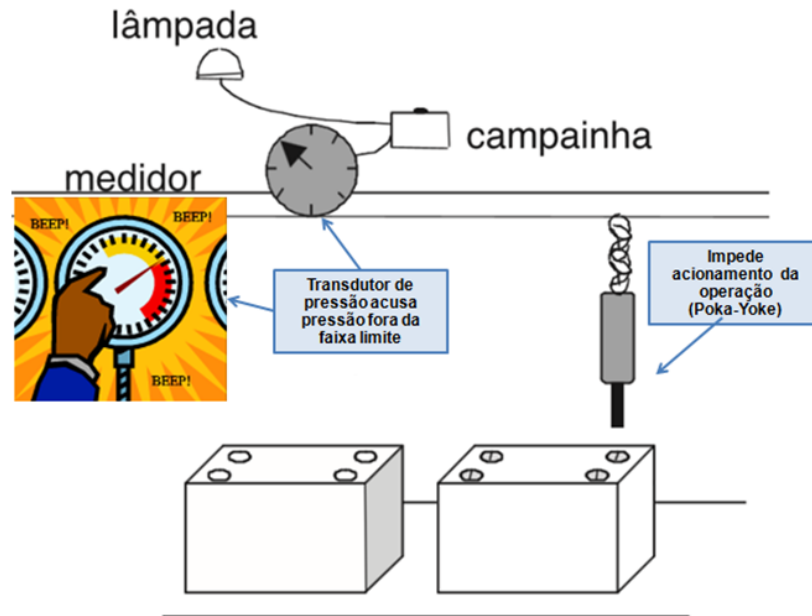 lâmpada
campainha
medidor
BEEP!
BEEP!
BEEP!
Transdutor de
pressão acusa
pressão fora da
faixa limite
Impede
acionamento da
operação
(Poka-Yoke)